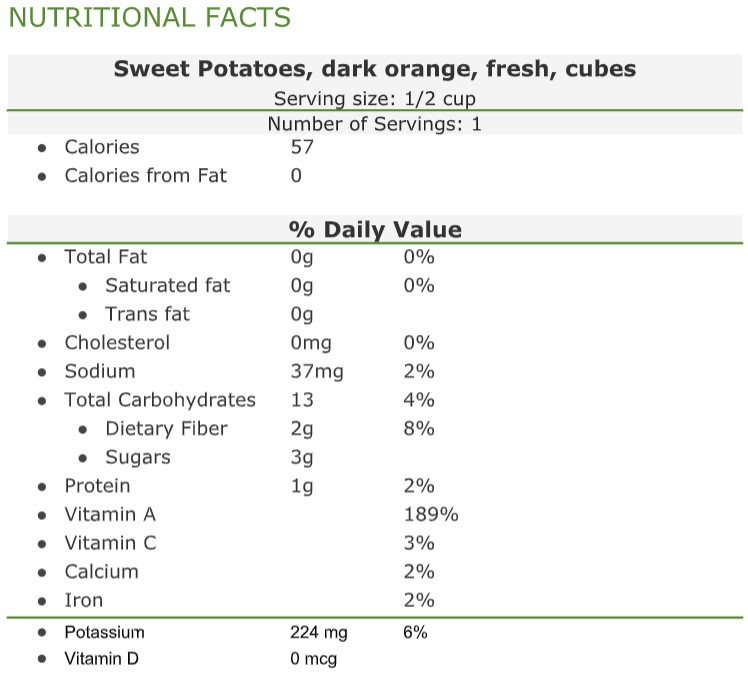 NUTRITIONAL FACTS
Sweet Potatoes, dark orange, fresh, cubes
Serving size: 1/2 cup
Number of Servings: 1
• Calories 57
• Calories from Fat 0
% Daily Value
• Total Fat 0g 0%
• Saturated fat 0g 0%
• Trans fat 0g
• Cholesterol 0mg 0%
• Sodium 37mg 2%
• Total Carbohydrates 13 4%
• Dietary Fiber 2g 8%
• Sugars 3g
• Protein 1g 2%
• Vitamin A 189%
• Vitamin C 3%
• Calcium 2%
• Iron 2%
• Potassium 224 mg 6%
• Vitamin D 0 mcg